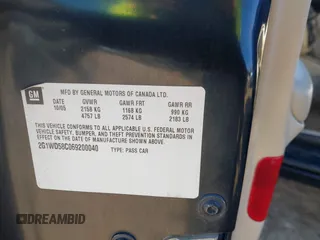 GM
MFD BY GENERAL MOTORS OF CANADA LTD.
DATE GVWR GAWR FRT GAWR RR
10/05 2159 KG 1169 KG 990 KG
4757 LB 2574 LB 2183 LB
THIS VEHICLE CONFORMS TO ALL APPLICABLE U.S. FEDERAL MOTOR
VEHICLE SAFETY, BUMPER, AND THEFT PREVENTION STANDARDS
IN EFFECT ON THE DATE OF MANUFACTURE SHOWN ABOVE.
2G1WD58C069200040
TYPE: PASS CAR
DREAMBID